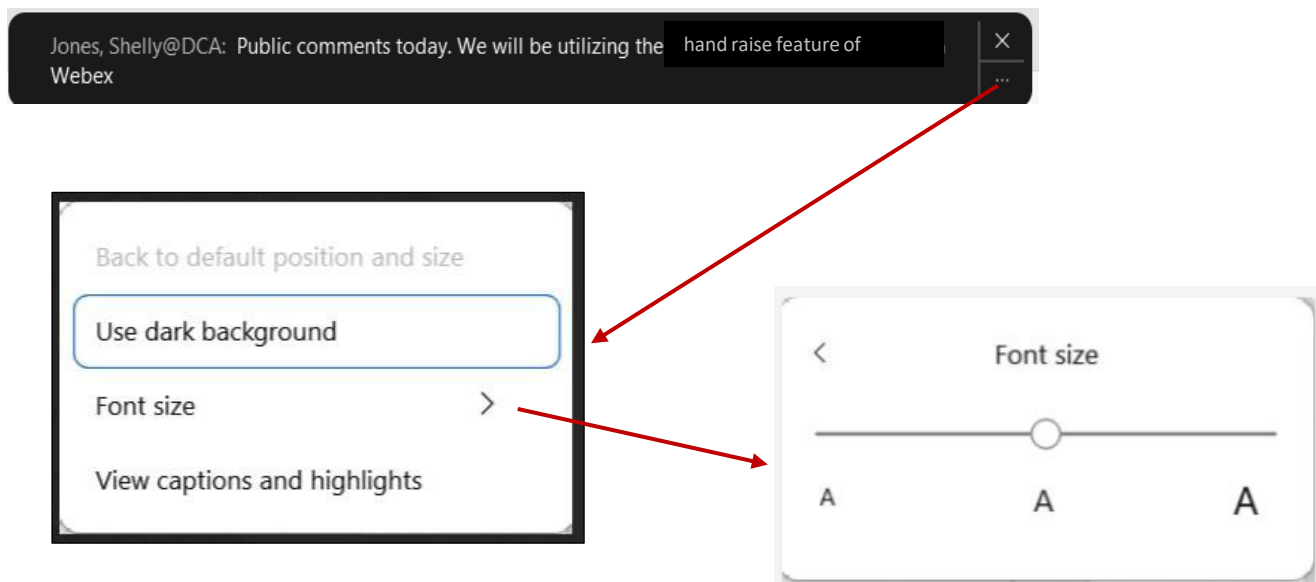 Jones, Shelly@DCA: Public comments today. We will be utilizing the hand raise feature of
Webex
...
Back to default position and size
Use dark background
Font size
View captions and highlights
Font size
A A A